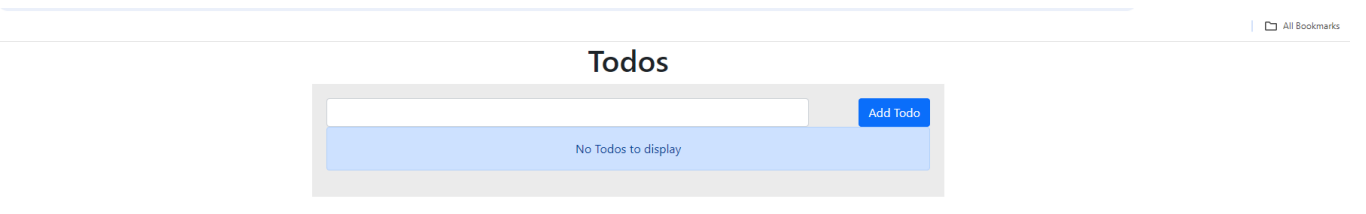 All Bookmarks
Todos
Add Todo
No Todos to display